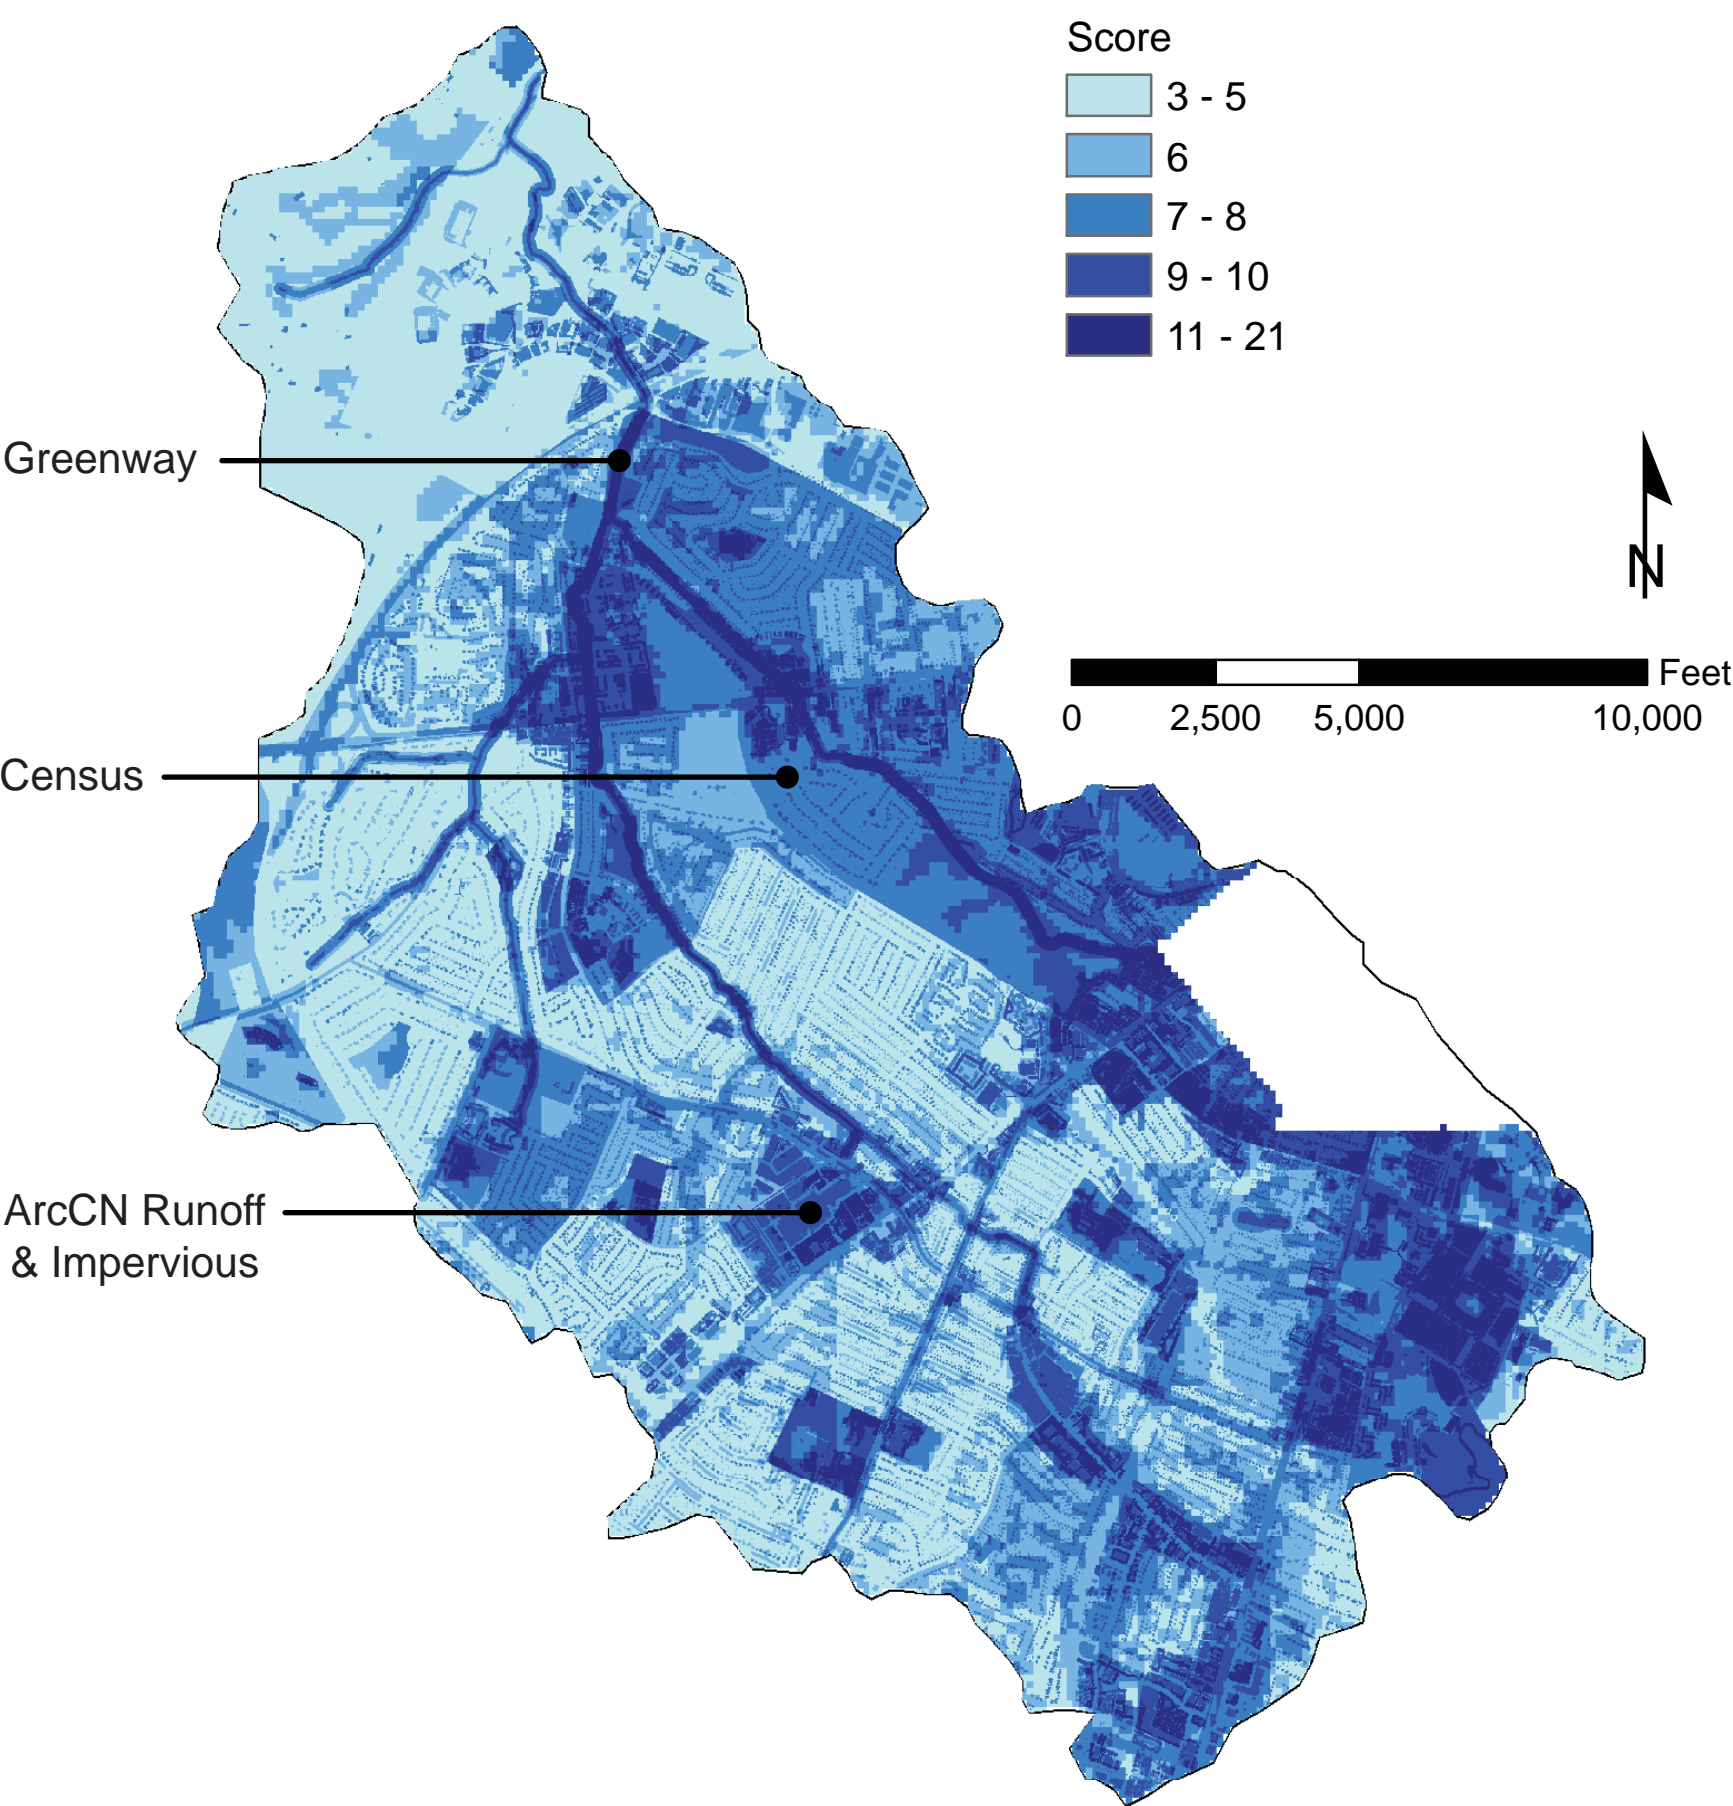 Score
3 - 5
6
7 - 8
9 - 10
11 - 21
Greenway
N
Feet
0 2,500 5,000 10,000
Census
ArcCN Runoff
& Impervious